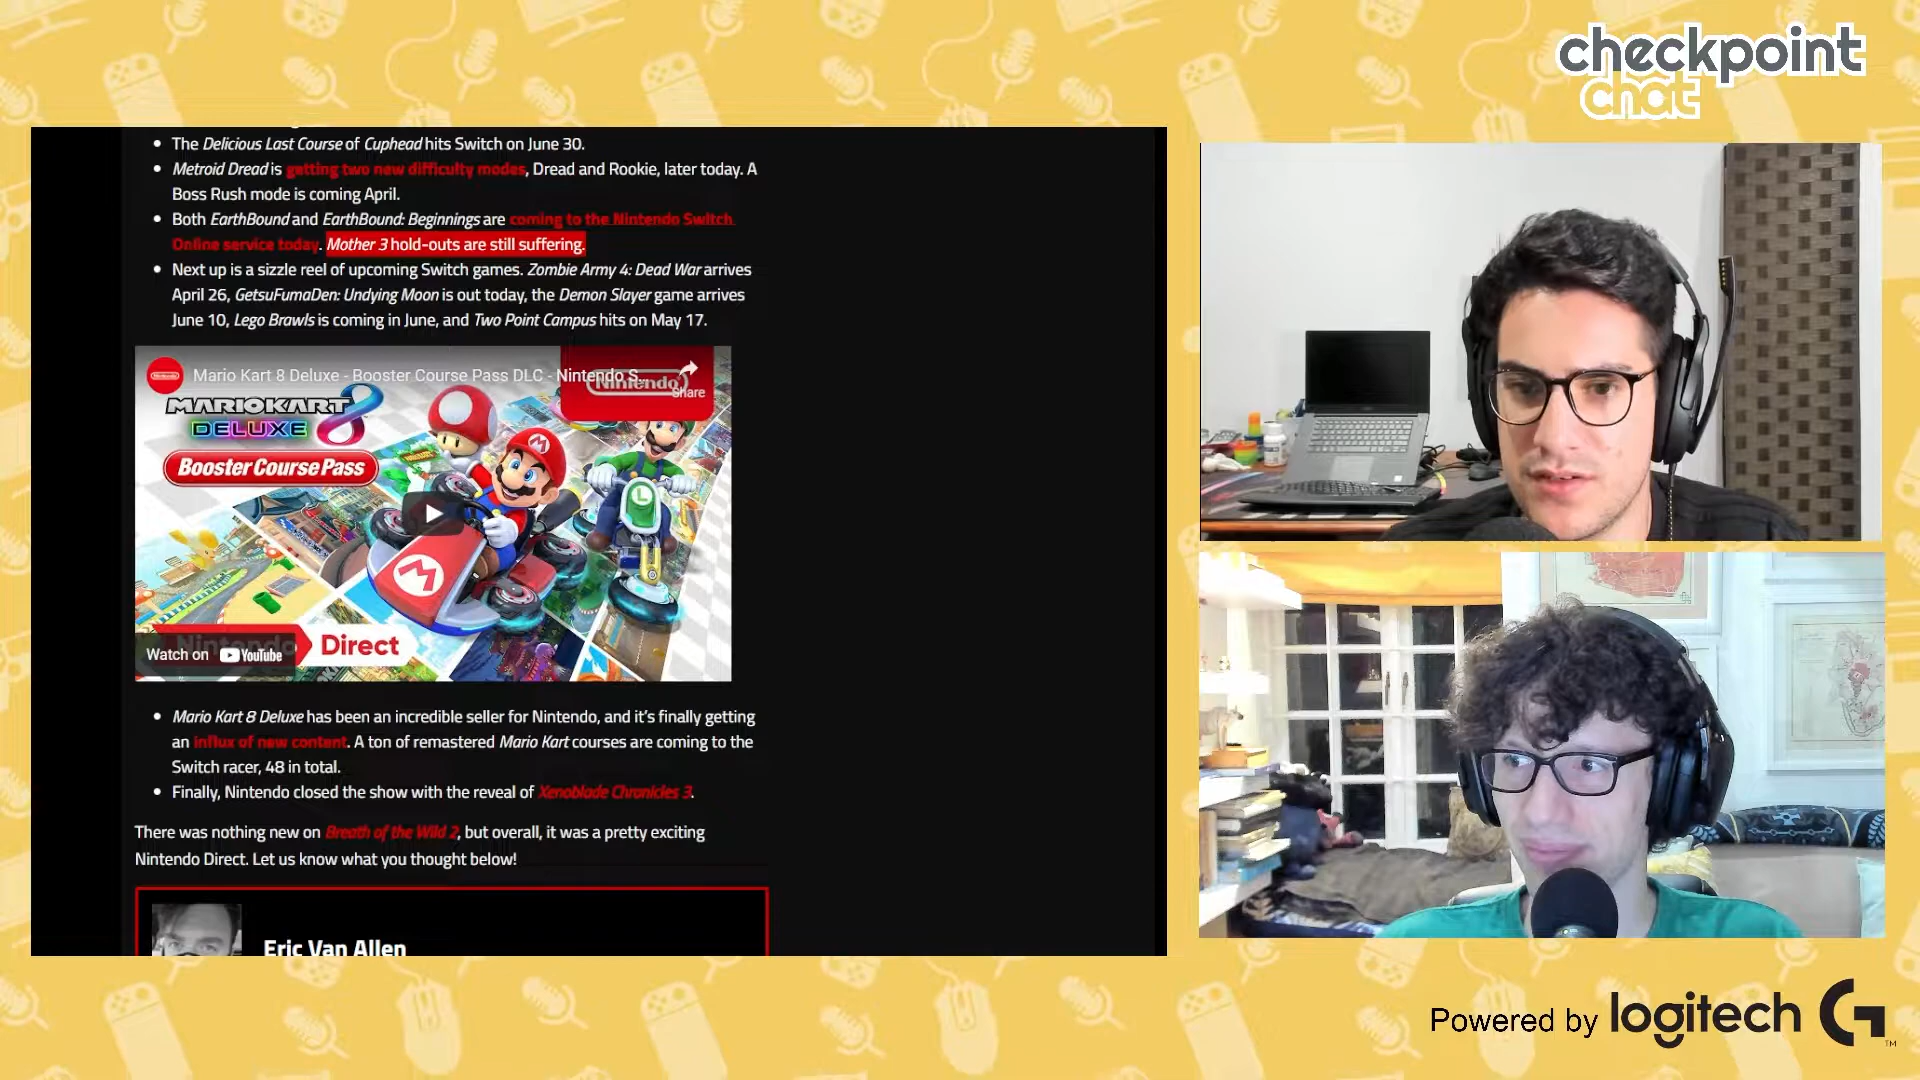 checkpoint
chat
The Delicious Last Course of Cuphead hits Switch on June 30.
Metroid Dread is getting two new difficulty modes, Dread and Rookie, later today. A
Boss Rush mode is coming April.
Both EarthBound and EarthBound: Beginnings are coming to the Nintendo Switch
Online service today. Mother 3 hold-outs are still suffering.
Next up is a sizzle reel of upcoming Switch games. Zombie Army 4: Dead War arrives
April 26, GetsuFumaDen: Undying Moon is out today, the Demon Slayer game arrives
June 10, Lego Brawls is coming in June, and Two Point Campus hits on May 17.
Mario Kart 8 Deluxe - Booster Course Pass DLC - Nintendo S...
Nintendo
Share
MARIOKART 8
DELUXE
Booster Course Pass
Nintendo Direct
Watch on YouTube
Mario Kart 8 Deluxe has been an incredible seller for Nintendo, and it's finally getting
an influx of new content. A ton of remastered Mario Kart courses are coming to the
Switch racer, 48 in total.
Finally, Nintendo closed the show with the reveal of Xenoblade Chronicles 3.
There was nothing new on Breath of the Wild 2, but overall, it was a pretty exciting
Nintendo Direct. Let us know what you thought below!
Eric Van Allen
Powered by logitech G